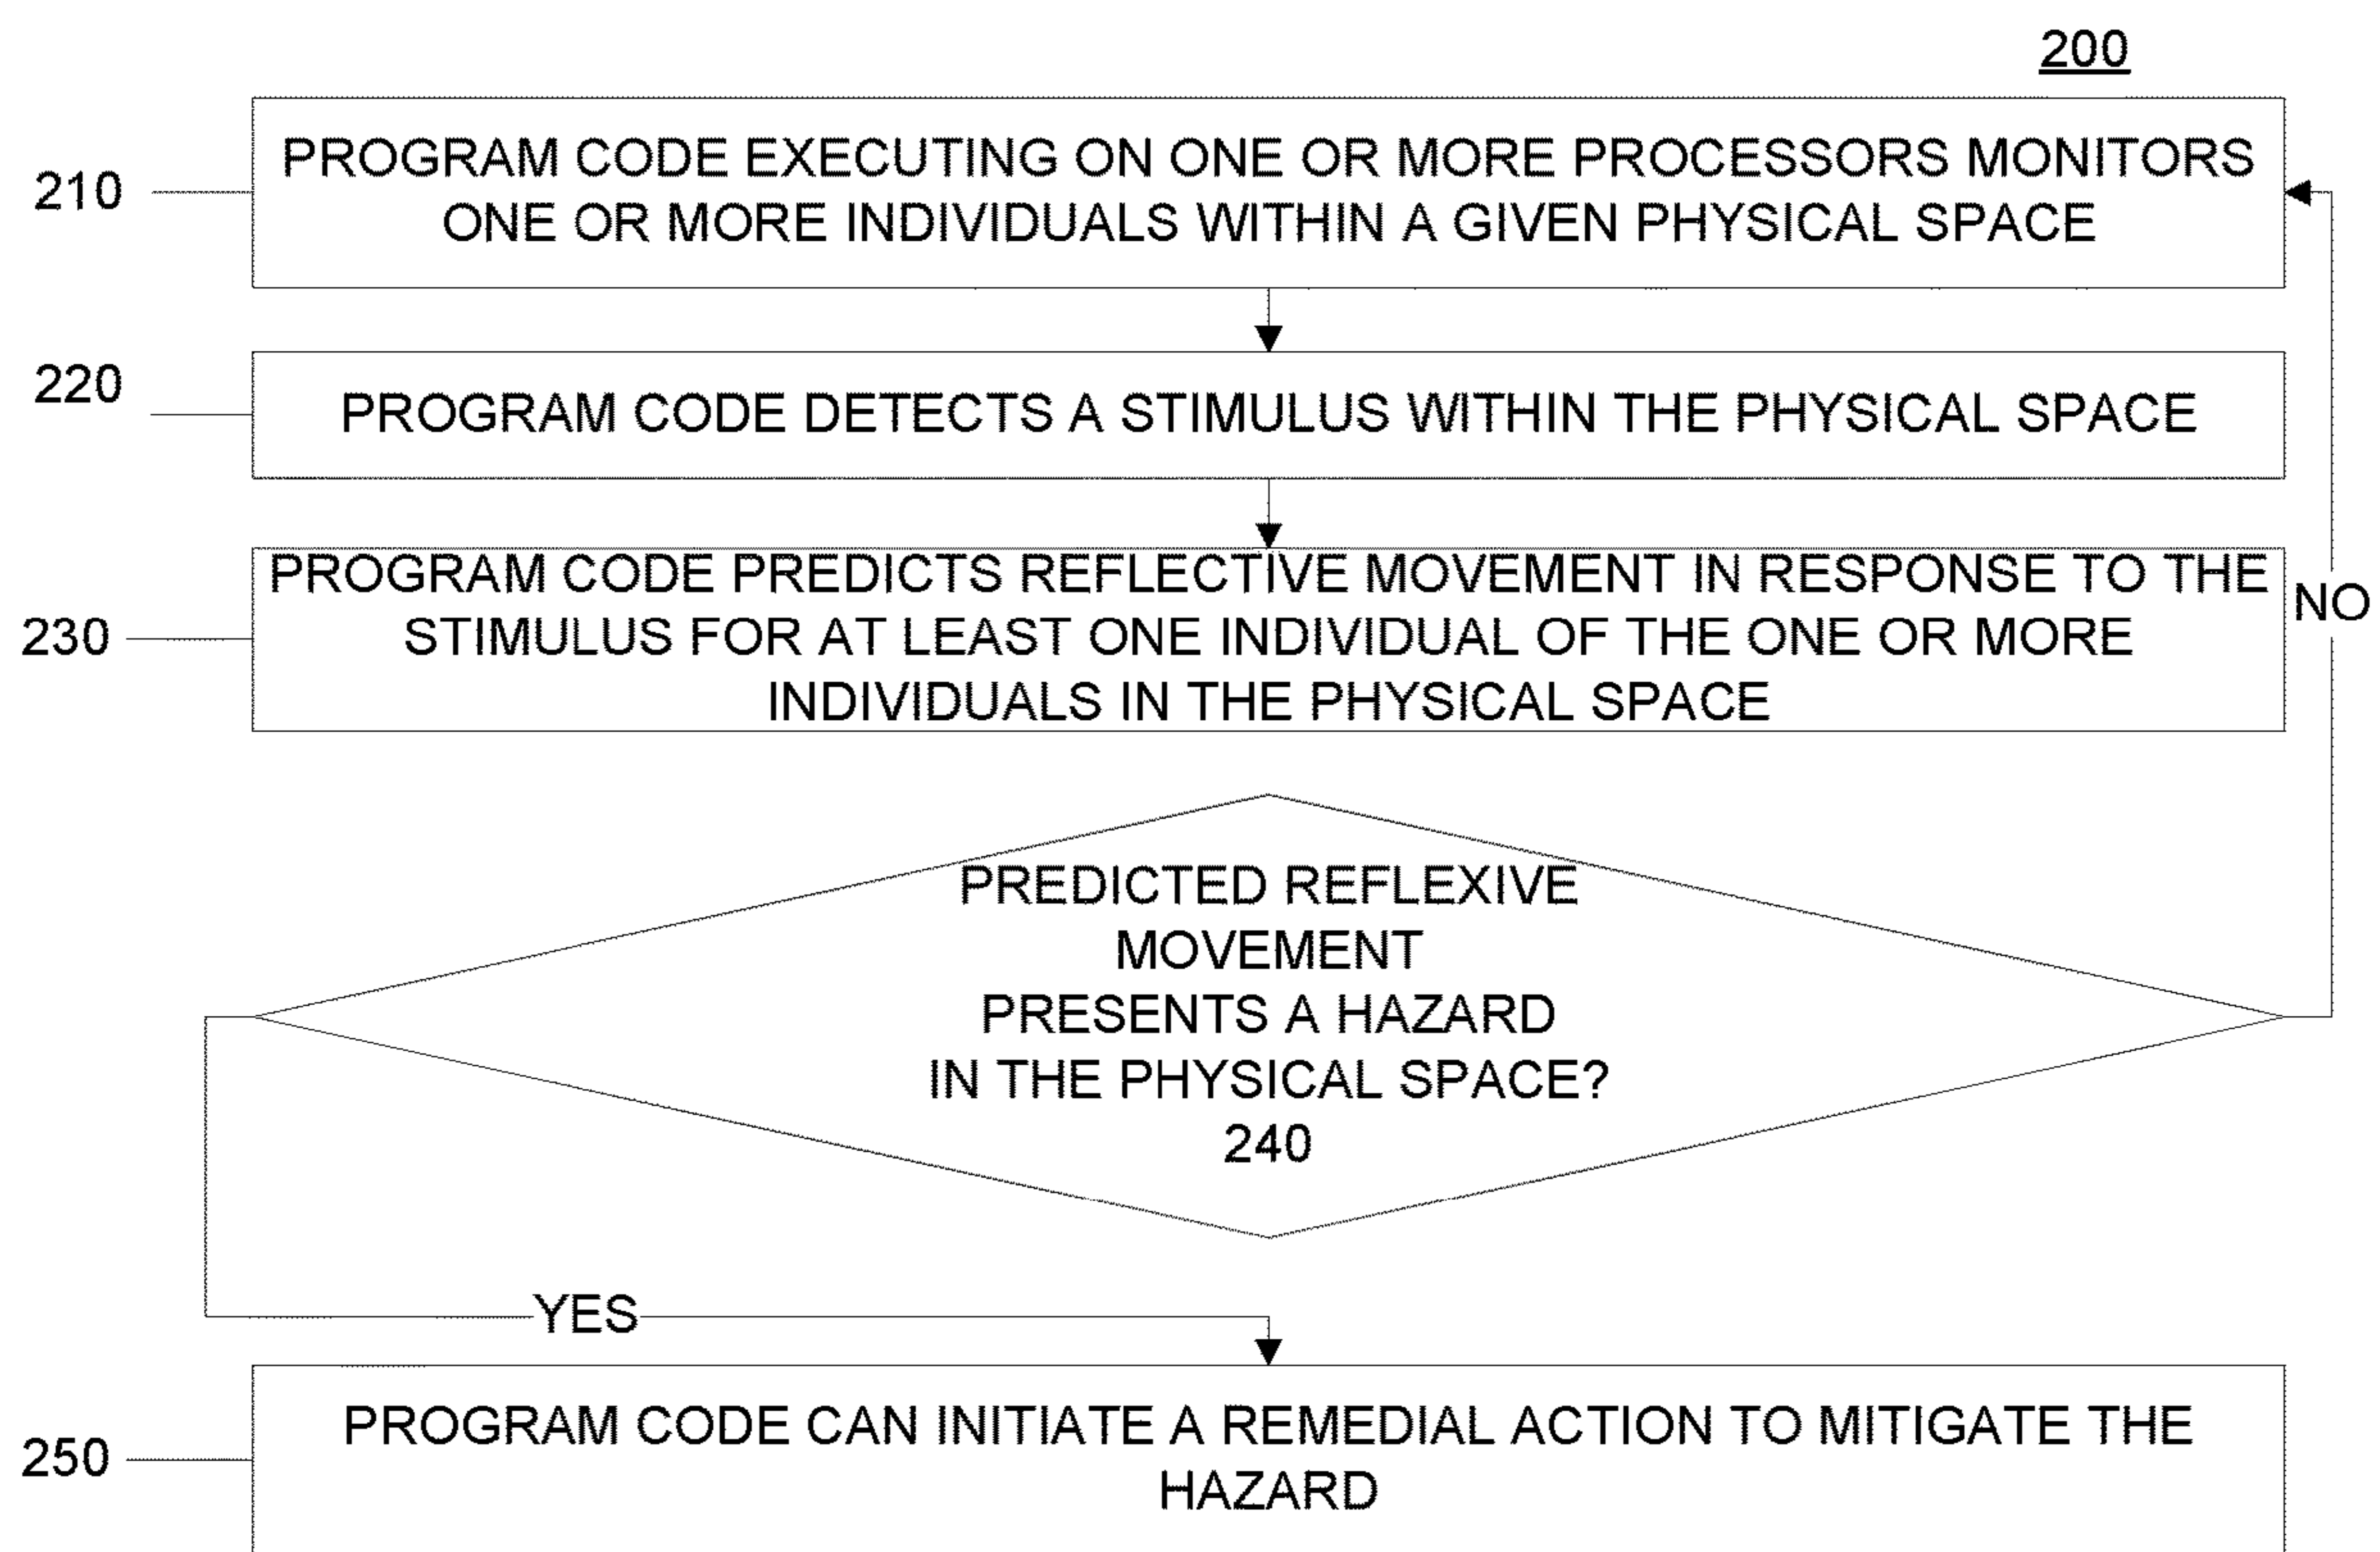 200
210
PROGRAM CODE EXECUTING ON ONE OR MORE PROCESSORS MONITORS
ONE OR MORE INDIVIDUALS WITHIN A GIVEN PHYSICAL SPACE
220
PROGRAM CODE DETECTS A STIMULUS WITHIN THE PHYSICAL SPACE
230
PROGRAM CODE PREDICTS REFLECTIVE MOVEMENT IN RESPONSE TO THE
STIMULUS FOR AT LEAST ONE INDIVIDUAL OF THE ONE OR MORE
INDIVIDUALS IN THE PHYSICAL SPACE
NO
PREDICTED REFLEXIVE
MOVEMENT
PRESENTS A HAZARD
IN THE PHYSICAL SPACE?
240
YES
250
PROGRAM CODE CAN INITIATE A REMEDIAL ACTION TO MITIGATE THE
HAZARD